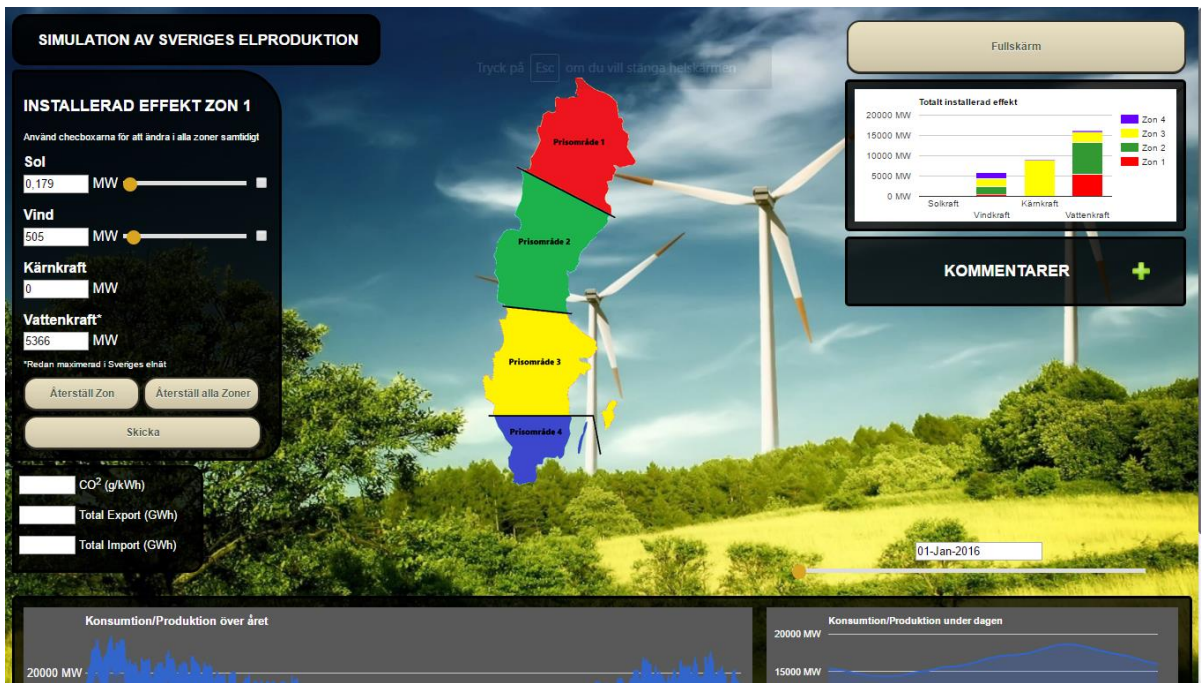 SIMULATION AV SVERIGES ELPRODUKTION
Tryck på Esc om du vill stänga helskärmen
INSTALLERAD EFFEKT ZON 1
Använd checboxarna för att ändra i alla zoner samtidigt
Sol
0,179 MW
Vind
505 MW
Kärnkraft
0 MW
Vattenkraft*
5366 MW
*Redan maximerad i Sveriges elnät
Återställ Zon
Återställ alla Zoner
Skicka
CO2 (g/kWh)
Total Export (GWh)
Total Import (GWh)
Prisområde 1
Prisområde 2
Prisområde 3
Prisområde 4
Fullskärm
Totalt installerad effekt
20000 MW
15000 MW
10000 MW
5000 MW
0 MW
Solkraft
Vindkraft
Kärnkraft
Vattenkraft
Zon 4
Zon 3
Zon 2
Zon 1
KOMMENTARER
01-Jan-2016
Konsumtion/Produktion över året
20000 MW
Konsumtion/Produktion under dagen
20000 MW
15000 MW